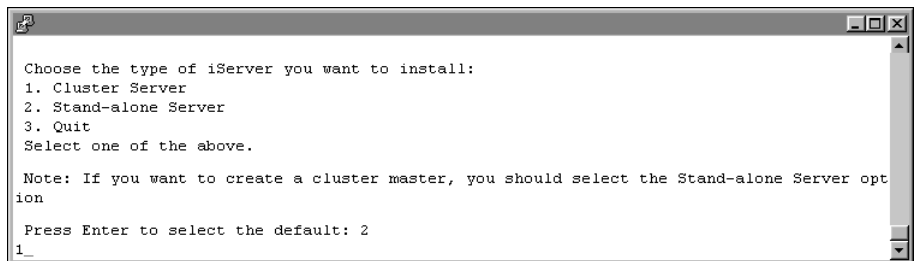 Choose the type of iServer you want to install:
1. Cluster Server
2. Stand-alone Server
3. Quit
Select one of the above.
Note: If you want to create a cluster master, you should select the Stand-alone Server opt
ion
Press Enter to select the default: 2
1_